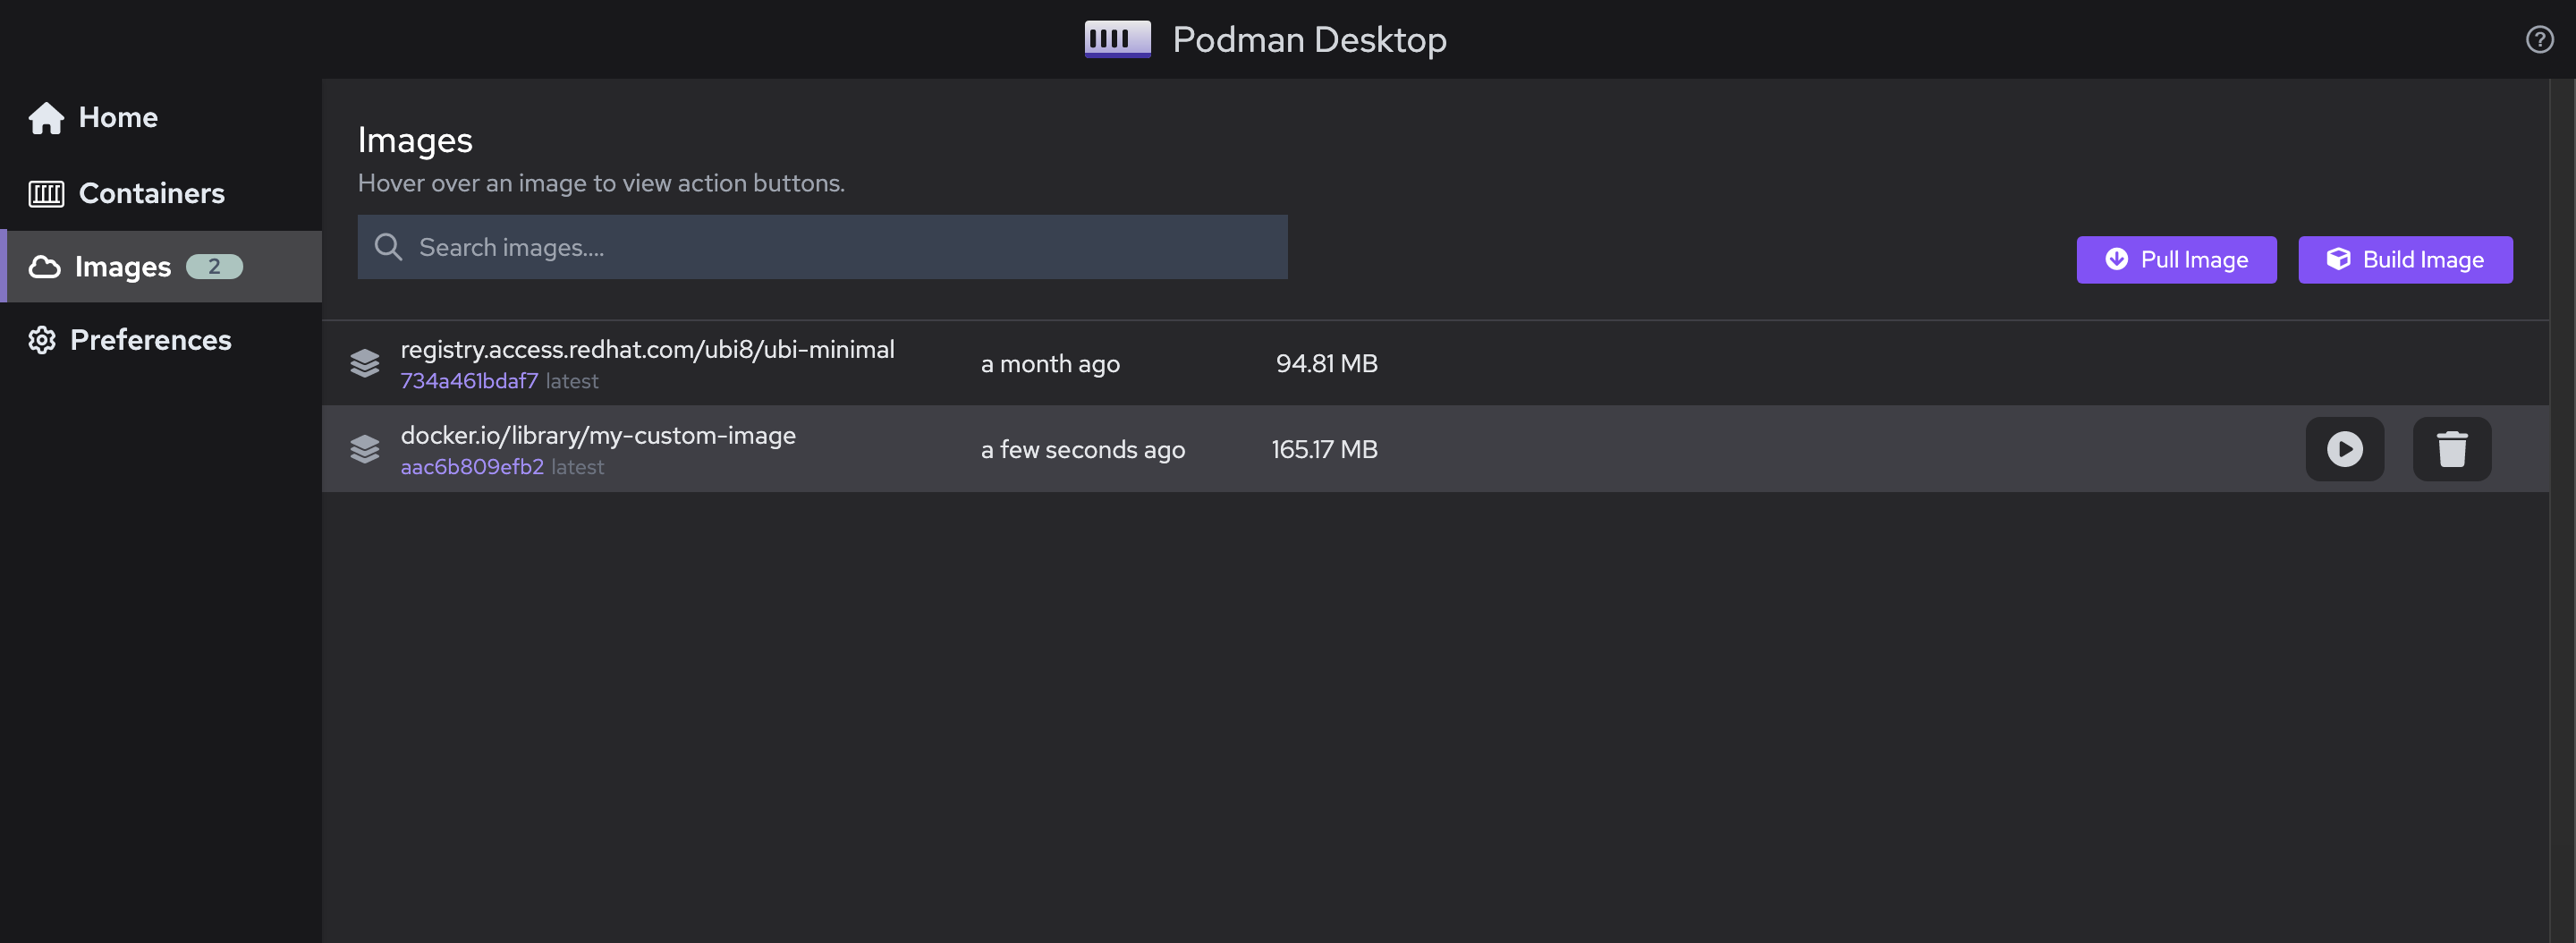 Podman Desktop
?
Home
Containers
Images 2
Preferences
Images
Hover over an image to view action buttons.
Search images....
Pull Image
Build Image
registry.access.redhat.com/ubi8/ubi-minimal
734a461bdaf7 latest
a month ago
94.81 MB
docker.io/library/my-custom-image
aac6b809efb2 latest
a few seconds ago
165.17 MB